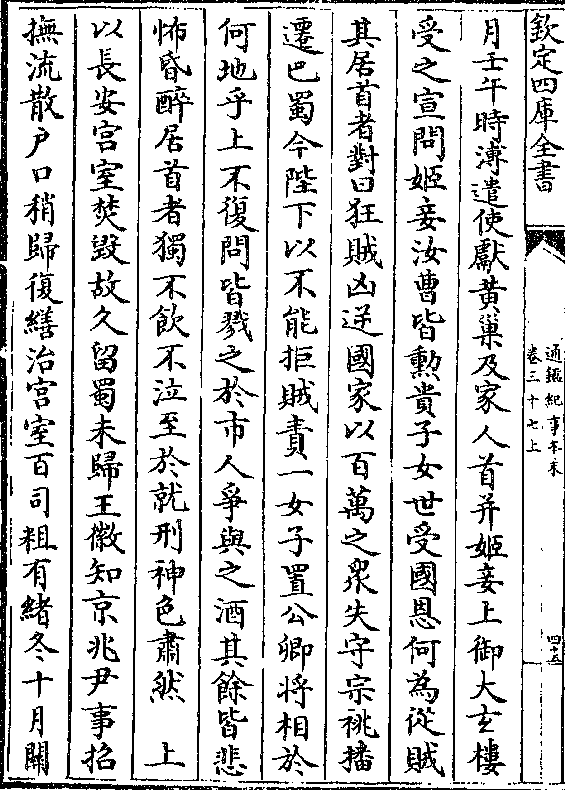 欽定四庫全書
通鑑紀事本末
卷三十七上
四十五
月壬午時溥遣使獻黃巢及家人首并姬妾上御大玄樓
受之宣問姬妾汝曹皆勲貴子女世受國恩何為從賊
其居首者對曰狂賊凶逆國家以百萬之衆失守宗祧播
遷巴蜀今陛下以不能拒賊責一女子置公卿將相於
何地乎上不復問皆戮之於市人爭與之酒其餘皆悲
怖昏醉居首者獨不飲不泣至於就刑神色肅然　上
以長安宮室焚毀故久留蜀未歸王徽知京兆尹事招
撫流散户口稍歸復繕治宮室百司粗有緒冬十月關